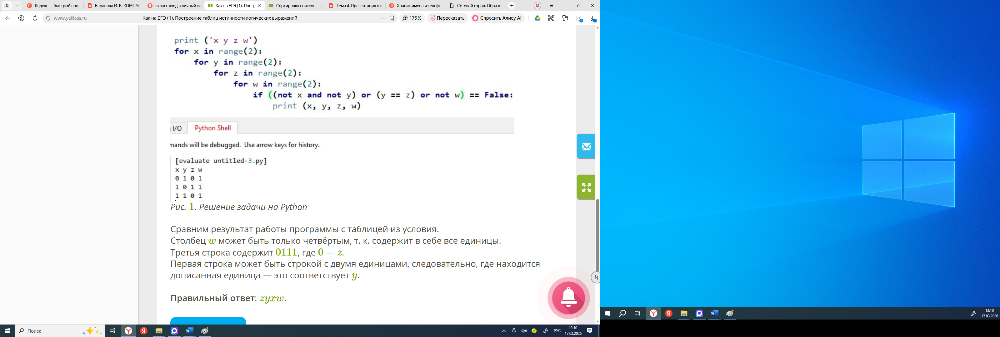 8
Яндекс — быстрый поис
Баранова И. В. КОМПАС
якласс вход в личный ка
Как на ЕГЭ (1). Постро
Сортировка списков — у
Тема 4. Презентация к п
Хранит имена и телефо
Сетевой город. Образов
www.yaklass.ru
Как на ЕГЭ (1). Построение таблиц истинности логических выражений
175 %
Пересказать
Спросить Алису AI
1
print ('x y z w')
for x in range(2):
for y in range(2):
for z in range(2):
for w in range(2):
if ((not x and not y) or (y == z) or not w) == False:
print (x, y, z, w)
I/O
Python Shell
mands will be debugged. Use arrow keys for history.
[evaluate untitled-3.py]
x y z w
0 1 0 1
1 0 1 1
1 1 0 1
Рис. 1. Решение задачи на Python
Сравним результат работы программы с таблицей из условия.
Столбец w может быть только четвёртым, т. к. содержит в себе все единицы.
Третья строка содержит 0111, где 0 — z.
Первая строка может быть строкой с двумя единицами, следовательно, где находится
дописанная единица — это соответствует y.
Правильный ответ: zyxw.
Поиск
РУС
13:10
17.03.2026
13:10
17.03.2026